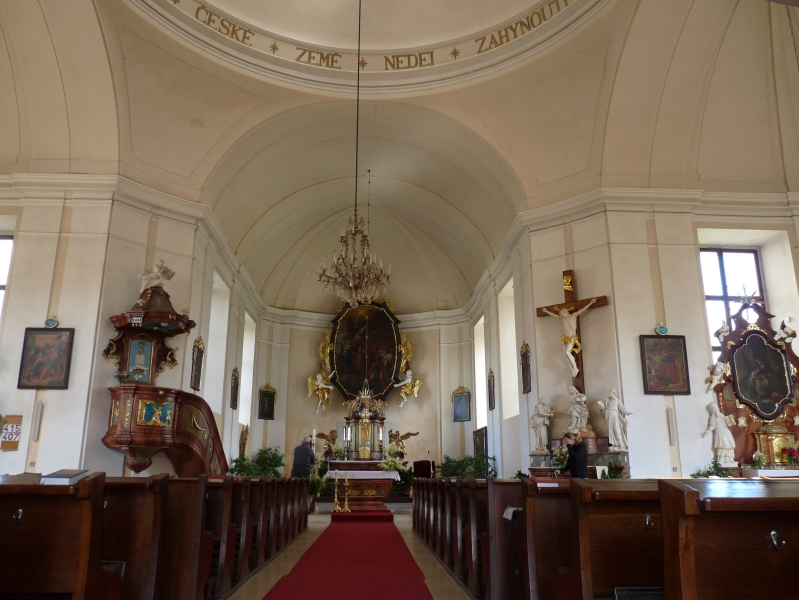 ČESKÉ ✶ ZEMĚ ✶ NEDEJ ✶ ZAHYNOUTI
415
407